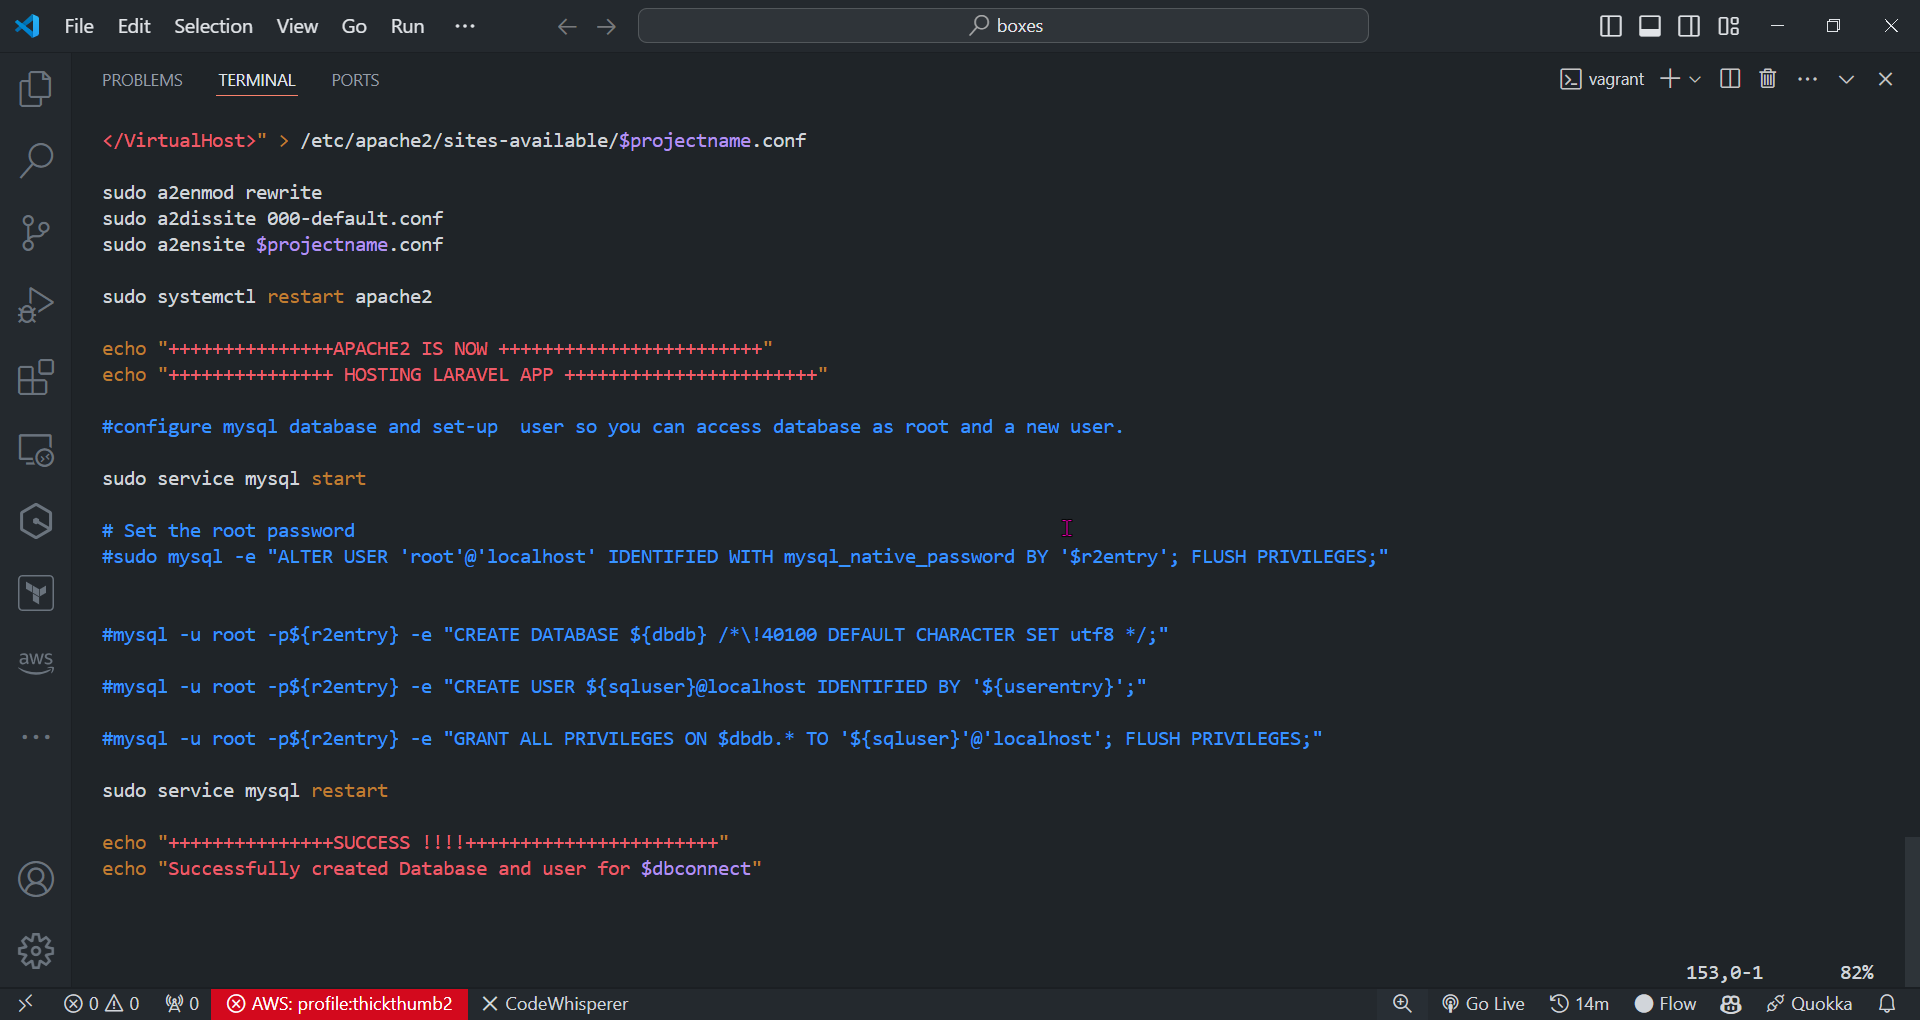 File Edit Selection View Go Run ··· boxes
PROBLEMS TERMINAL PORTS vagrant
</VirtualHost>" > /etc/apache2/sites-available/$projectname.conf
sudo a2enmod rewrite
sudo a2dissite 000-default.conf
sudo a2ensite $projectname.conf
sudo systemctl restart apache2
echo "+++++++++++++++APACHE2 IS NOW ++++++++++++++++++++++++"
echo "+++++++++++++++ HOSTING LARAVEL APP +++++++++++++++++++++++"
#configure mysql database and set-up  user so you can access database as root and a new user.
sudo service mysql start
# Set the root password
#sudo mysql -e "ALTER USER 'root'@'localhost' IDENTIFIED WITH mysql_native_password BY '$r2entry'; FLUSH PRIVILEGES;"
#mysql -u root -p${r2entry} -e "CREATE DATABASE ${dbdb} /*\!40100 DEFAULT CHARACTER SET utf8 */;"
#mysql -u root -p${r2entry} -e "CREATE USER ${sqluser}@localhost IDENTIFIED BY '${userentry}';"
#mysql -u root -p${r2entry} -e "GRANT ALL PRIVILEGES ON $dbdb.* TO '${sqluser}'@'localhost'; FLUSH PRIVILEGES;"
sudo service mysql restart
echo "+++++++++++++++SUCCESS !!!!+++++++++++++++++++++++"
echo "Successfully created Database and user for $dbconnect"
aws
153,0-1 82%
0 0 0 AWS: profile:thickthumb2 CodeWhisperer Go Live 14m Flow Quokka